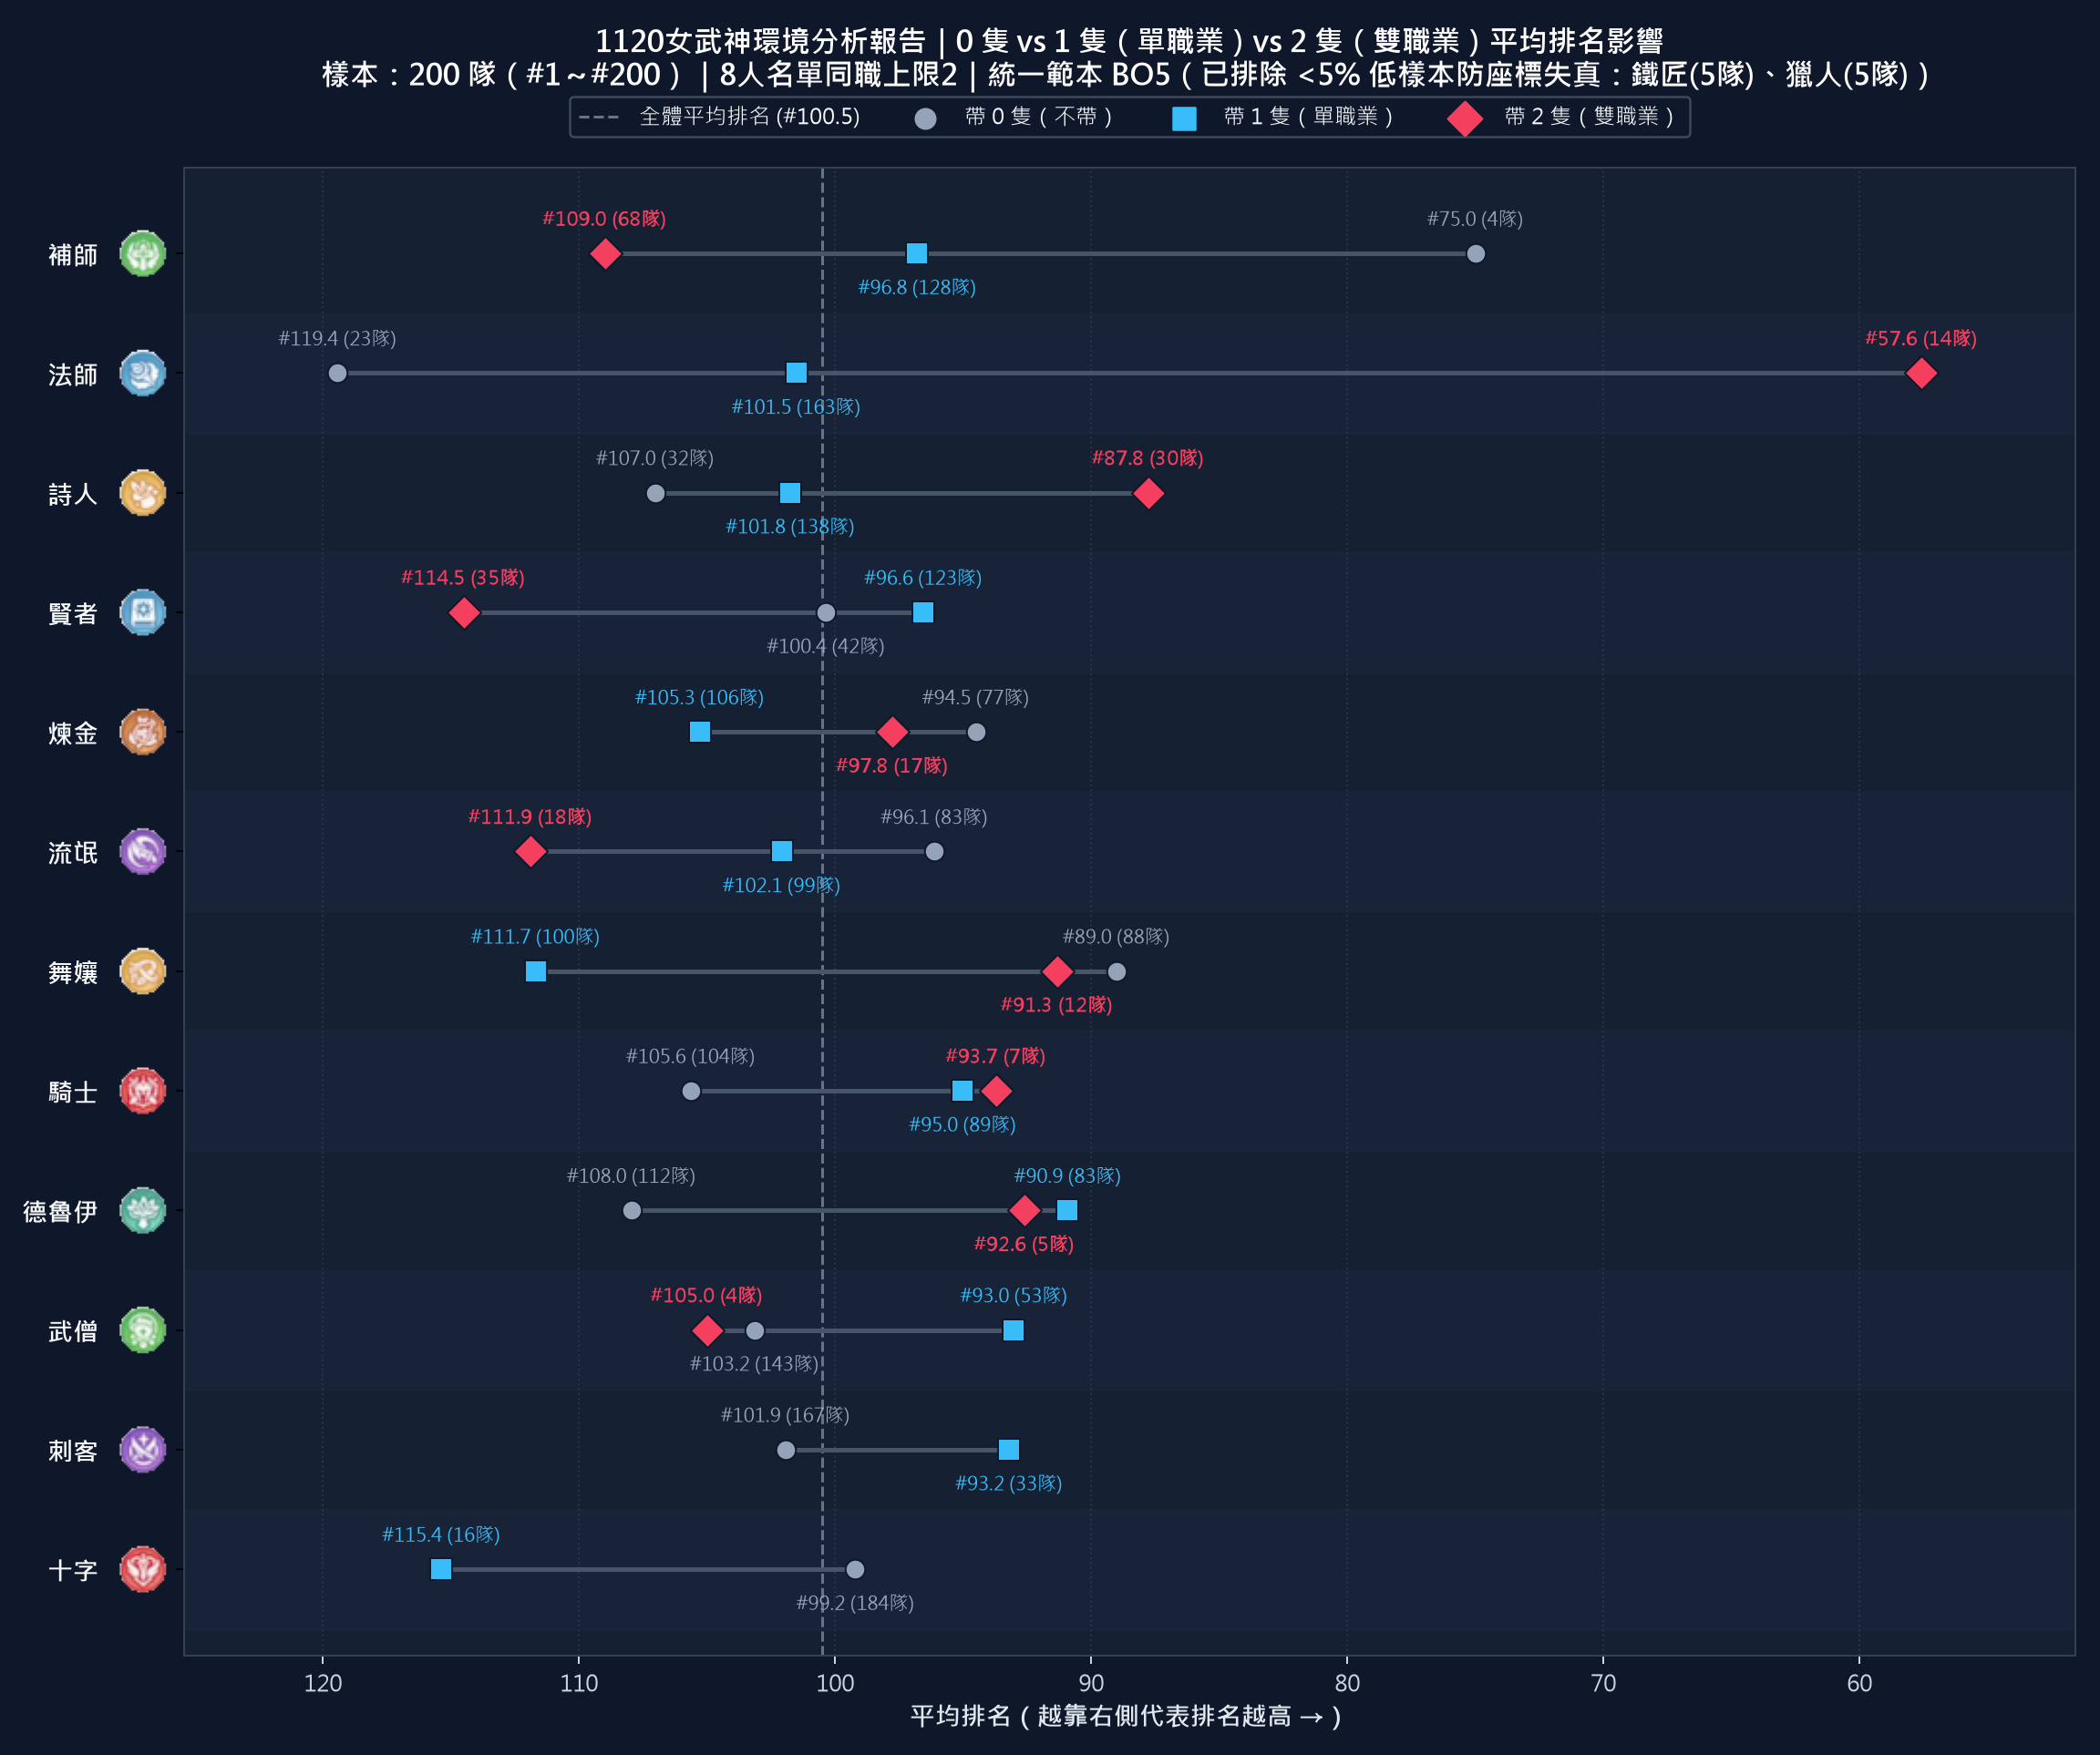 1120女武神環境分析報告 | 0 隻 vs 1 隻（單職業）vs 2 隻（雙職業）平均排名影響
樣本：200 隊（#1～#200） | 8人名單同職上限2 | 統一範本 BO5（已排除 <5% 低樣本防座標失真：鐵匠(5隊)、獵人(5隊)）
全體平均排名 (#100.5) 帶 0 隻（不帶） 帶 1 隻（單職業） 帶 2 隻（雙職業）
#109.0 (68隊) #75.0 (4隊)
補師
#96.8 (128隊)
#119.4 (23隊) #57.6 (14隊)
法師
#101.5 (163隊)
#107.0 (32隊) #87.8 (30隊)
詩人
#101.8 (138隊)
#114.5 (35隊) #96.6 (123隊)
賢者
#100.4 (42隊)
#105.3 (106隊) #94.5 (77隊)
煉金
#97.8 (17隊)
#111.9 (18隊) #96.1 (83隊)
流氓
#102.1 (99隊)
#111.7 (100隊) #89.0 (88隊)
舞孃
#91.3 (12隊)
#105.6 (104隊) #93.7 (7隊)
騎士
#95.0 (89隊)
#108.0 (112隊) #90.9 (83隊)
德魯伊
#92.6 (5隊)
#105.0 (4隊) #93.0 (53隊)
武僧
#103.2 (143隊)
#101.9 (167隊)
刺客
#93.2 (33隊)
#115.4 (16隊)
十字
#99.2 (184隊)
120 110 100 90 80 70 60
平均排名（越靠右側代表排名越高 →）